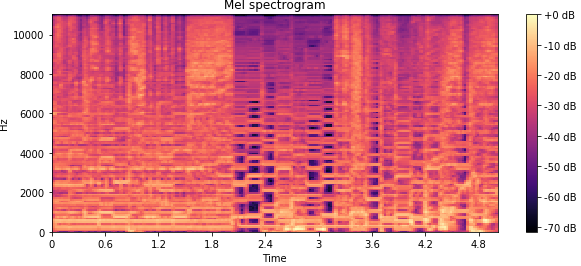 Mel spectrogram
+0 dB
10000
-10 dB
8000
-20 dB
-30 dB
6000
Hz
-40 dB
4000
-50 dB
2000
-60 dB
0
-70 dB
0 0.6 1.2 1.8 2.4 3 3.6 4.2 4.8
Time